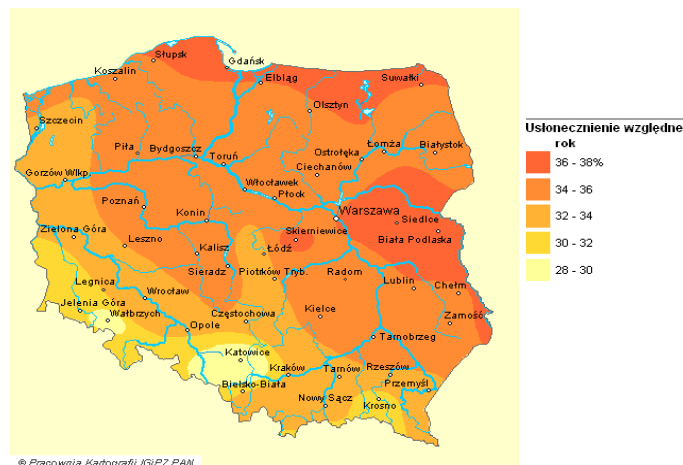 Słupsk
Gdańsk
Koszalin
Elbląg
Suwałki
Olsztyn
Szczecin
Usłonecznienie względne
rok
36 - 38%
34 - 36
32 - 34
30 - 32
28 - 30
Piła
Bydgoszcz
Toruń
Ostrołęka
Łomża
Białystok
Ciechanów
Gorzów Wlkp.
Włocławek
Płock
Poznań
Konin
Warszawa
Siedlce
Zielona Góra
Leszno
Skierniewice
Biała Podlaska
Kalisz
Łódź
Sieradz
Piotrków Tryb.
Radom
Legnica
Wrocław
Lublin
Chełm
Jelenia Góra
Wałbrzych
Częstochowa
Kielce
Zamość
Opole
Tarnobrzeg
Katowice
Kraków
Tarnów
Rzeszów
Bielsko-Biała
Przemyśl
Nowy Sącz
Krosno
© Pracownia Kartografii IGiPZ PAN